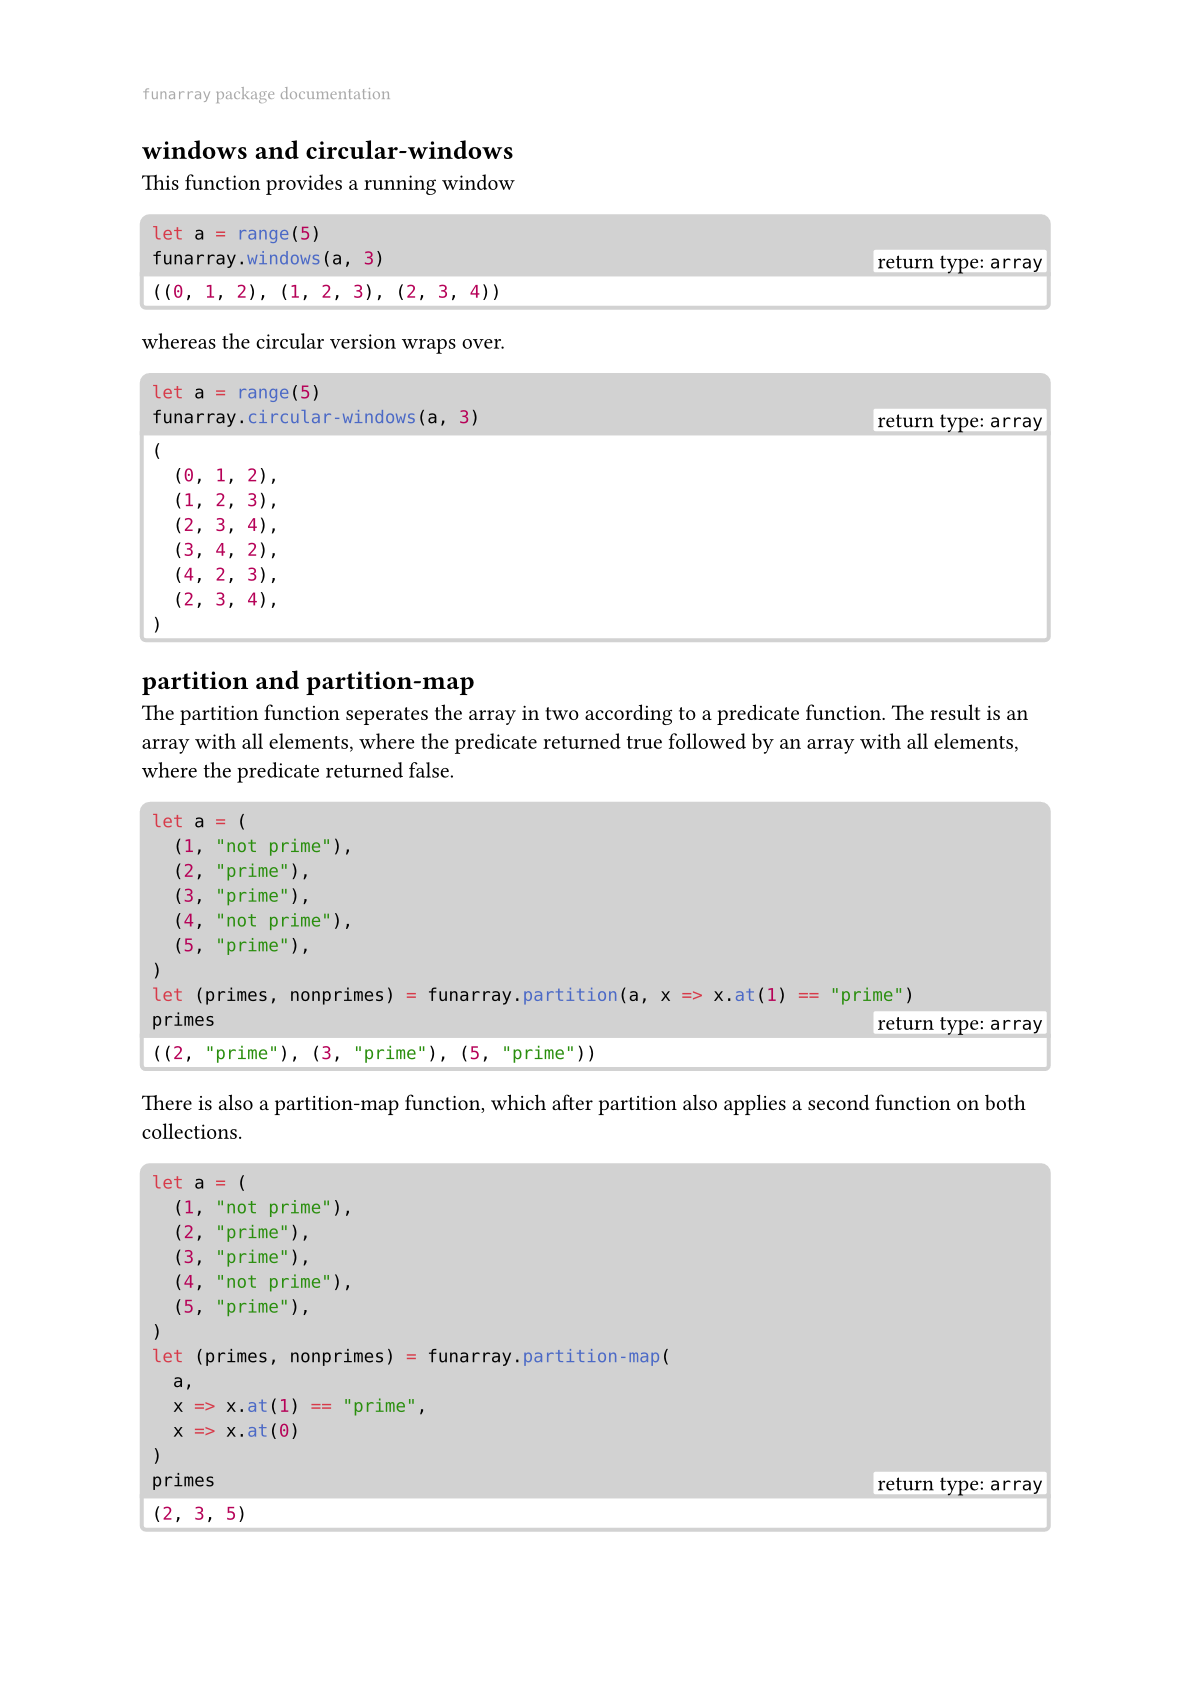 funarray package documentation
windows and circular-windows
This function provides a running window
let a = range(5)
funarray.windows(a, 3)
return type: array
((0, 1, 2), (1, 2, 3), (2, 3, 4))
whereas the circular version wraps over.
let a = range(5)
funarray.circular-windows(a, 3)
return type: array
(
  (0, 1, 2),
  (1, 2, 3),
  (2, 3, 4),
  (3, 4, 2),
  (4, 2, 3),
  (2, 3, 4),
)
partition and partition-map
The partition function seperates the array in two according to a predicate function. The result is an
array with all elements, where the predicate returned true followed by an array with all elements,
where the predicate returned false.
let a = (
  (1, "not prime"),
  (2, "prime"),
  (3, "prime"),
  (4, "not prime"),
  (5, "prime"),
)
let (primes, nonprimes) = funarray.partition(a, x => x.at(1) == "prime")
primes
return type: array
((2, "prime"), (3, "prime"), (5, "prime"))
There is also a partition-map function, which after partition also applies a second function on both
collections.
let a = (
  (1, "not prime"),
  (2, "prime"),
  (3, "prime"),
  (4, "not prime"),
  (5, "prime"),
)
let (primes, nonprimes) = funarray.partition-map(
  a,
  x => x.at(1) == "prime",
  x => x.at(0)
)
primes
return type: array
(2, 3, 5)